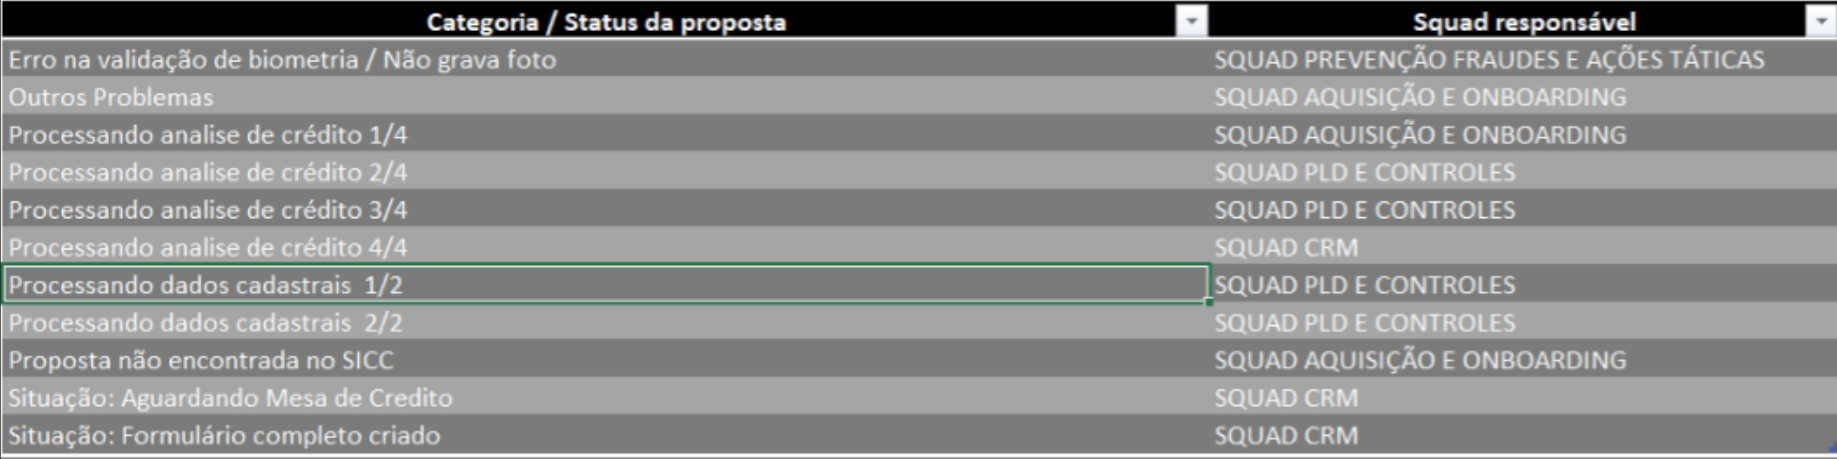 Categoria / Status da proposta Squad responsável
Erro na validação de biometria / Não grava foto SQUAD PREVENÇÃO FRAUDES E AÇÕES TÁTICAS
Outros Problemas SQUAD AQUISIÇÃO E ONBOARDING
Processando analise de crédito 1/4 SQUAD AQUISIÇÃO E ONBOARDING
Processando analise de crédito 2/4 SQUAD PLD E CONTROLES
Processando analise de crédito 3/4 SQUAD PLD E CONTROLES
Processando analise de crédito 4/4 SQUAD CRM
Processando dados cadastrais  1/2 SQUAD PLD E CONTROLES
Processando dados cadastrais  2/2 SQUAD PLD E CONTROLES
Proposta não encontrada no SICC SQUAD AQUISIÇÃO E ONBOARDING
Situação: Aguardando Mesa de Credito SQUAD CRM
Situação: Formulário completo criado SQUAD CRM